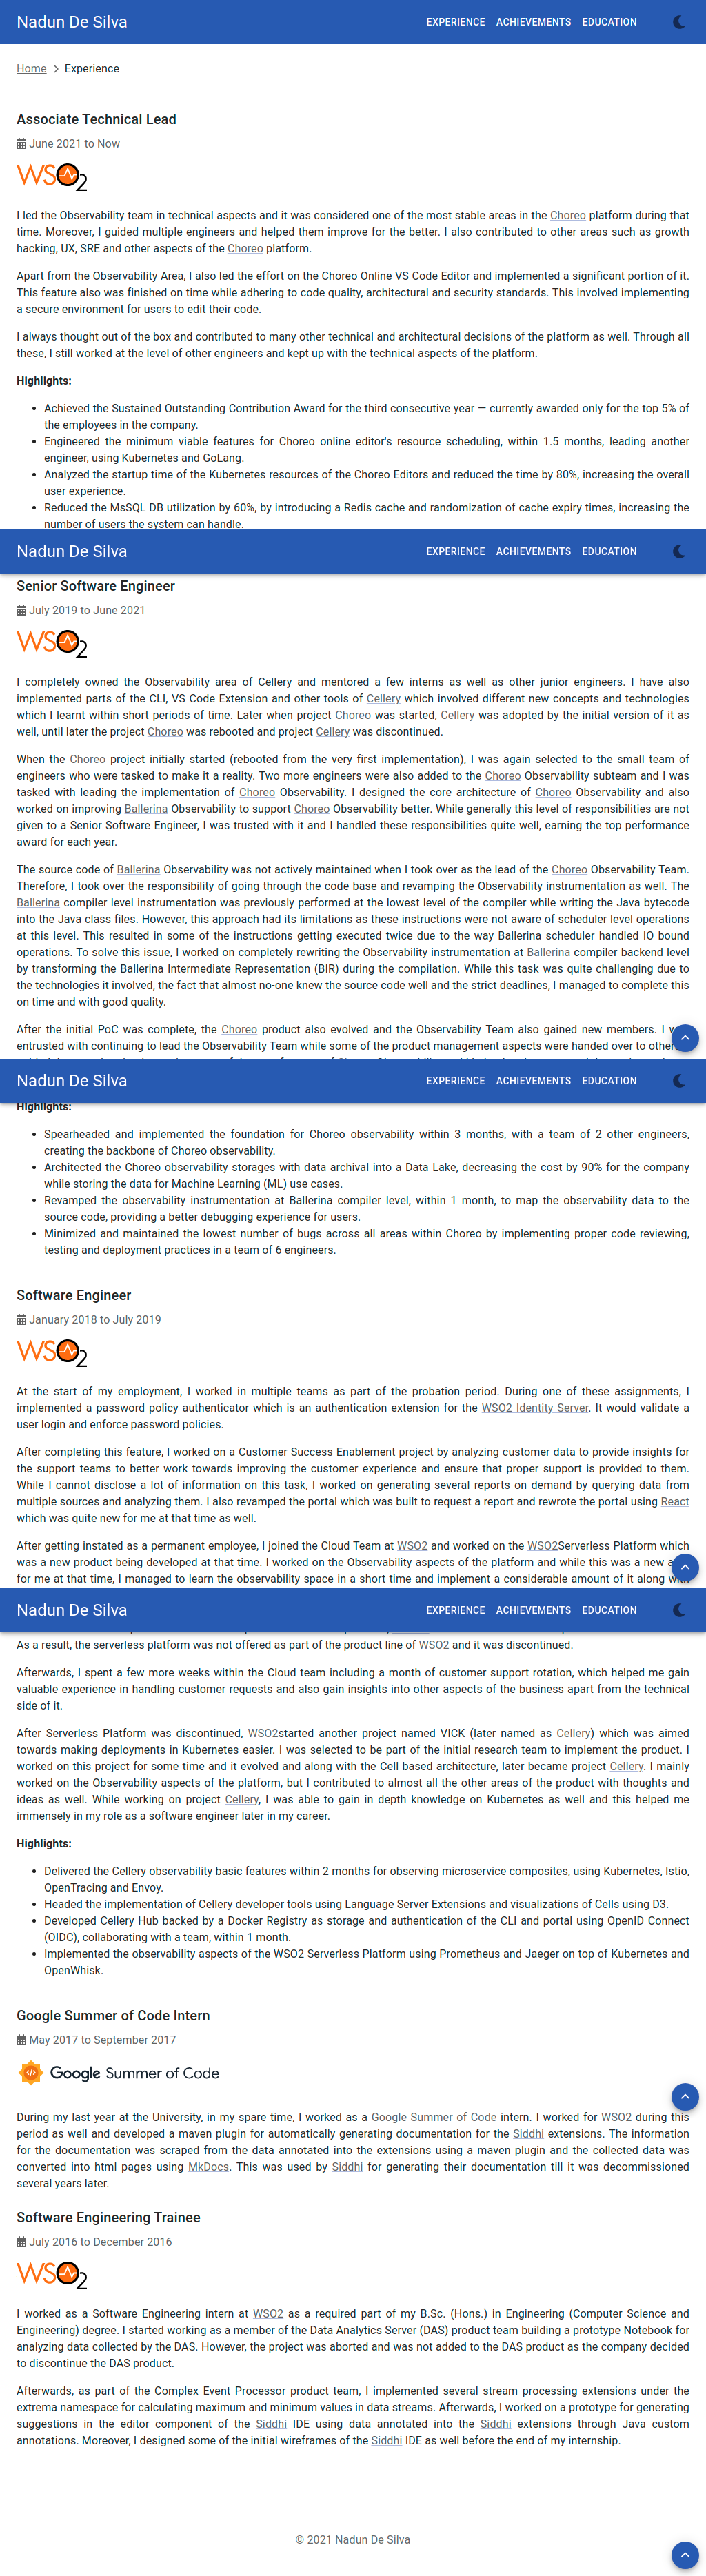 Nadun De Silva
EXPERIENCE ACHIEVEMENTS EDUCATION
Home > Experience
Associate Technical Lead
June 2021 to Now
WSO2
I led the Observability team in technical aspects and it was considered one of the most stable areas in the Choreo platform during that
time. Moreover, I guided multiple engineers and helped them improve for the better. I also contributed to other areas such as growth
hacking, UX, SRE and other aspects of the Choreo platform.
Apart from the Observability Area, I also led the effort on the Choreo Online VS Code Editor and implemented a significant portion of it.
This feature also was finished on time while adhering to code quality, architectural and security standards. This involved implementing
a secure environment for users to edit their code.
I always thought out of the box and contributed to many other technical and architectural decisions of the platform as well. Through all
these, I still worked at the level of other engineers and kept up with the technical aspects of the platform.
Highlights:
• Achieved the Sustained Outstanding Contribution Award for the third consecutive year — currently awarded only for the top 5% of
the employees in the company.
• Engineered the minimum viable features for Choreo online editor's resource scheduling, within 1.5 months, leading another
engineer, using Kubernetes and GoLang.
• Analyzed the startup time of the Kubernetes resources of the Choreo Editors and reduced the time by 80%, increasing the overall
user experience.
• Reduced the MsSQL DB utilization by 60%, by introducing a Redis cache and randomization of cache expiry times, increasing the
number of users the system can handle.
Nadun De Silva
EXPERIENCE ACHIEVEMENTS EDUCATION
Senior Software Engineer
July 2019 to June 2021
WSO2
I completely owned the Observability area of Cellery and mentored a few interns as well as other junior engineers. I have also
implemented parts of the CLI, VS Code Extension and other tools of Cellery which involved different new concepts and technologies
which I learnt within short periods of time. Later when project Choreo was started, Cellery was adopted by the initial version of it as
well, until later the project Choreo was rebooted and project Cellery was discontinued.
When the Choreo project initially started (rebooted from the very first implementation), I was again selected to the small team of
engineers who were tasked to make it a reality. Two more engineers were also added to the Choreo Observability subteam and I was
tasked with leading the implementation of Choreo Observability. I designed the core architecture of Choreo Observability and also
worked on improving Ballerina Observability to support Choreo Observability better. While generally this level of responsibilities are not
given to a Senior Software Engineer, I was trusted with it and I handled these responsibilities quite well, earning the top performance
award for each year.
The source code of Ballerina Observability was not actively maintained when I took over as the lead of the Choreo Observability Team.
Therefore, I took over the responsibility of going through the code base and revamping the Observability instrumentation as well. The
Ballerina compiler level instrumentation was previously performed at the lowest level of the compiler while writing the Java bytecode
into the Java class files. However, this approach had its limitations as these instructions were not aware of scheduler level operations
at this level. This resulted in some of the instructions getting executed twice due to the way Ballerina scheduler handled IO bound
operations. To solve this issue, I worked on completely rewriting the Observability instrumentation at Ballerina compiler backend level
by transforming the Ballerina Intermediate Representation (BIR) during the compilation. While this task was quite challenging due to
the technologies it involved, the fact that almost no-one knew the source code well and the strict deadlines, I managed to complete this
on time and with good quality.
After the initial PoC was complete, the Choreo product also evolved and the Observability Team also gained new members. I
entrusted with continuing to lead the Observability Team while some of the product management aspects were handed over to
Nadun De Silva
EXPERIENCE ACHIEVEMENTS EDUCATION
Highlights:
• Spearheaded and implemented the foundation for Choreo observability within 3 months, with a team of 2 other engineers,
creating the backbone of Choreo observability.
• Architected the Choreo observability storages with data archival into a Data Lake, decreasing the cost by 90% for the company
while storing the data for Machine Learning (ML) use cases.
• Revamped the observability instrumentation at Ballerina compiler level, within 1 month, to map the observability data to the
source code, providing a better debugging experience for users.
• Minimized and maintained the lowest number of bugs across all areas within Choreo by implementing proper code reviewing,
testing and deployment practices in a team of 6 engineers.
Software Engineer
January 2018 to July 2019
WSO2
At the start of my employment, I worked in multiple teams as part of the probation period. During one of these assignments, I
implemented a password policy authenticator which is an authentication extension for the WSO2 Identity Server. It would validate a
user login and enforce password policies.
After completing this feature, I worked on a Customer Success Enablement project by analyzing customer data to provide insights for
the support teams to better work towards improving the customer experience and ensure that proper support is provided to them.
While I cannot disclose a lot of information on this task, I worked on generating several reports on demand by querying data from
multiple sources and analyzing them. I also revamped the portal which was built to request a report and rewrote the portal using React
which was quite new for me at that time as well.
After getting instated as a permanent employee, I joined the Cloud Team at WSO2 and worked on the WSO2Serverless Platform which
was a new product being developed at that time. I worked on the Observability aspects of the platform and while this was a new
for me at that time, I managed to learn the observability space in a short time and implement a considerable amount of it along with
Nadun De Silva
EXPERIENCE ACHIEVEMENTS EDUCATION
As a result, the serverless platform was not offered as part of the product line of WSO2 and it was discontinued.
Afterwards, I spent a few more weeks within the Cloud team including a month of customer support rotation, which helped me gain
valuable experience in handling customer requests and also gain insights into other aspects of the business apart from the technical
side of it.
After Serverless Platform was discontinued, WSO2started another project named VICK (later named as Cellery) which was aimed
towards making deployments in Kubernetes easier. I was selected to be part of the initial research team to implement the product. I
worked on this project for some time and it evolved and along with the Cell based architecture, later became project Cellery. I mainly
worked on the Observability aspects of the platform, but I contributed to almost all the other areas of the product with thoughts and
ideas as well. While working on project Cellery, I was able to gain in depth knowledge on Kubernetes as well and this helped me
immensely in my role as a software engineer later in my career.
Highlights:
• Delivered the Cellery observability basic features within 2 months for observing microservice composites, using Kubernetes, Istio,
OpenTracing and Envoy.
• Headed the implementation of Cellery developer tools using Language Server Extensions and visualizations of Cells using D3.
• Developed Cellery Hub backed by a Docker Registry as storage and authentication of the CLI and portal using OpenID Connect
(OIDC), collaborating with a team, within 1 month.
• Implemented the observability aspects of the WSO2 Serverless Platform using Prometheus and Jaeger on top of Kubernetes and
OpenWhisk.
Google Summer of Code Intern
May 2017 to September 2017
Google Summer of Code
During my last year at the University, in my spare time, I worked as a Google Summer of Code intern. I worked for WSO2 during this
period as well and developed a maven plugin for automatically generating documentation for the Siddhi extensions. The information
for the documentation was scraped from the data annotated into the extensions using a maven plugin and the collected data was
converted into html pages using MkDocs. This was used by Siddhi for generating their documentation till it was decommissioned
several years later.
Software Engineering Trainee
July 2016 to December 2016
WSO2
I worked as a Software Engineering intern at WSO2 as a required part of my B.Sc. (Hons.) in Engineering (Computer Science and
Engineering) degree. I started working as a member of the Data Analytics Server (DAS) product team building a prototype Notebook for
analyzing data collected by the DAS. However, the project was aborted and was not added to the DAS product as the company decided
to discontinue the DAS product.
Afterwards, as part of the Complex Event Processor product team, I implemented several stream processing extensions under the
extrema namespace for calculating maximum and minimum values in data streams. Afterwards, I worked on a prototype for generating
suggestions in the editor component of the Siddhi IDE using data annotated into the Siddhi extensions through Java custom
annotations. Moreover, I designed some of the initial wireframes of the Siddhi IDE as well before the end of my internship.
© 2021 Nadun De Silva